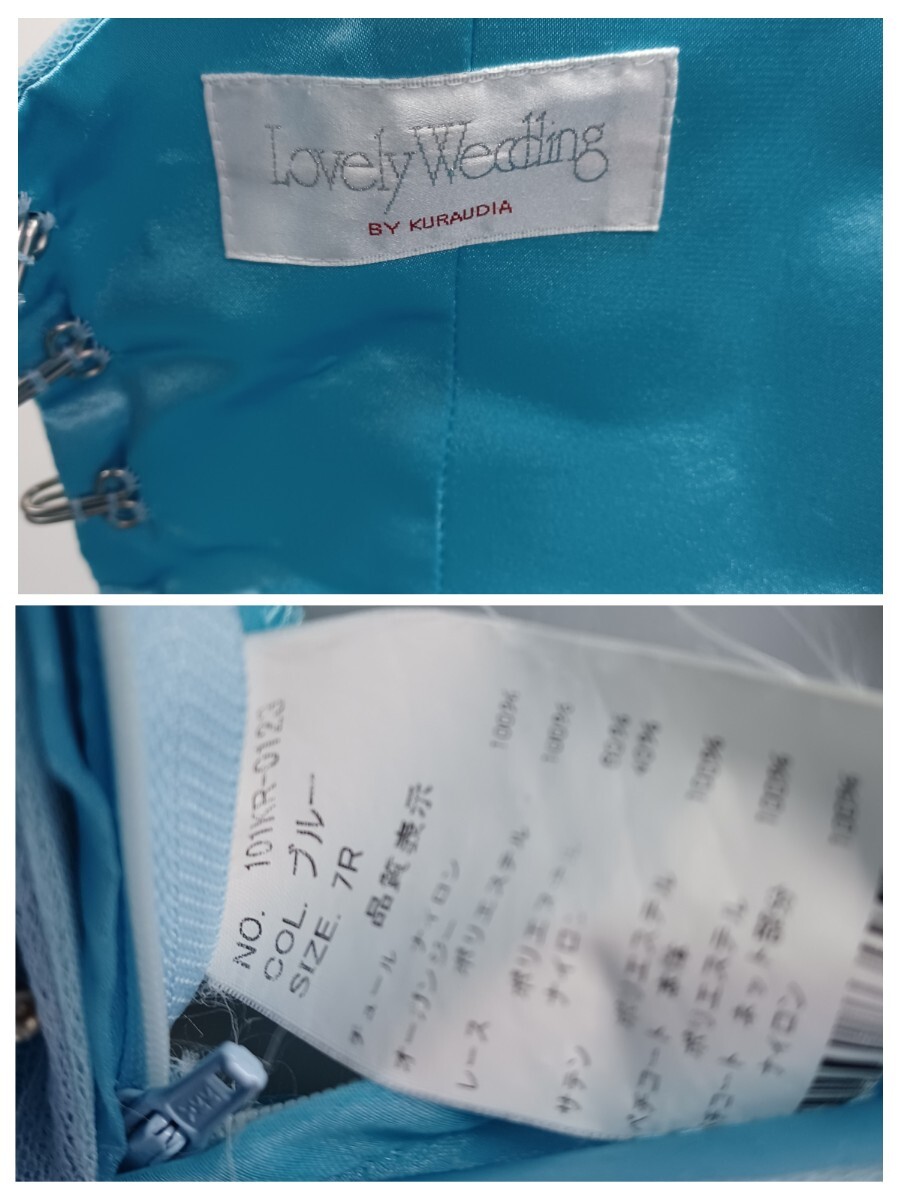 Lovely Wedding
BY KURAUDIA
NO. 101KR-0123
COL. ブルー
SIZE. 7R
品質表示
チュール ナイロン 100%
オーガンジー ポリエステル 100%
レース ポリエステル 60%
ナイロン 40%
サテン ポリエステル 100%
ペチコート 表地
ポリエステル 100%
ペチコート ネット部分
ナイロン 100%